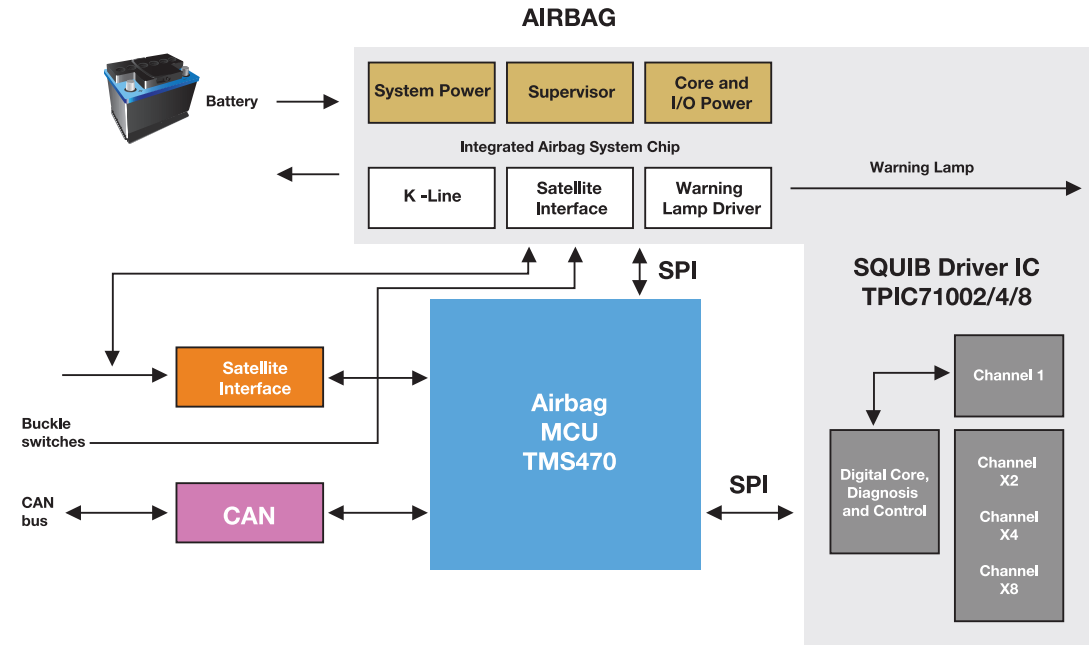 AIRBAG
Battery
System Power
Supervisor
Core and
I/O Power
Integrated Airbag System Chip
K -Line
Satellite
Interface
Warning
Lamp Driver
Warning Lamp
SPI
SQUIB Driver IC
TPIC71002/4/8
Satellite
Interface
Buckle
switches
CAN
bus
CAN
Airbag
MCU
TMS470
SPI
Channel 1
Digital Core,
Diagnosis
and Control
Channel
X2
Channel
X4
Channel
X8